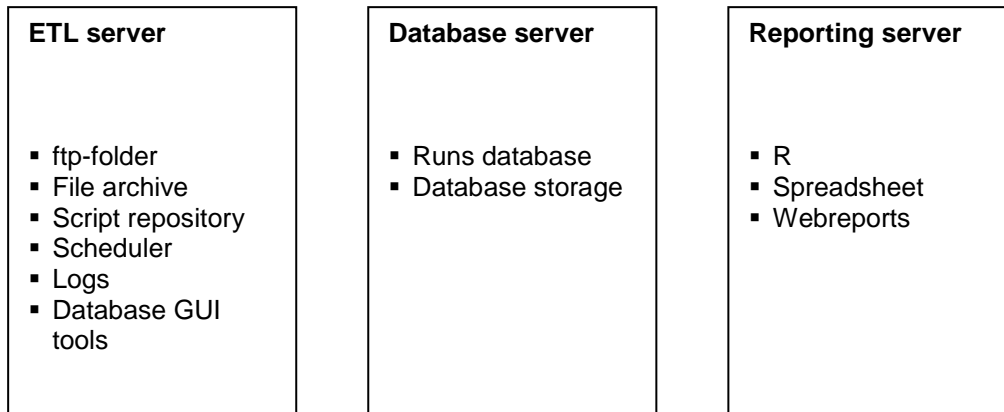 ETL server
▪ ftp-folder
▪ File archive
▪ Script repository
▪ Scheduler
▪ Logs
▪ Database GUI
tools
Database server
▪ Runs database
▪ Database storage
Reporting server
▪ R
▪ Spreadsheet
▪ Webreports